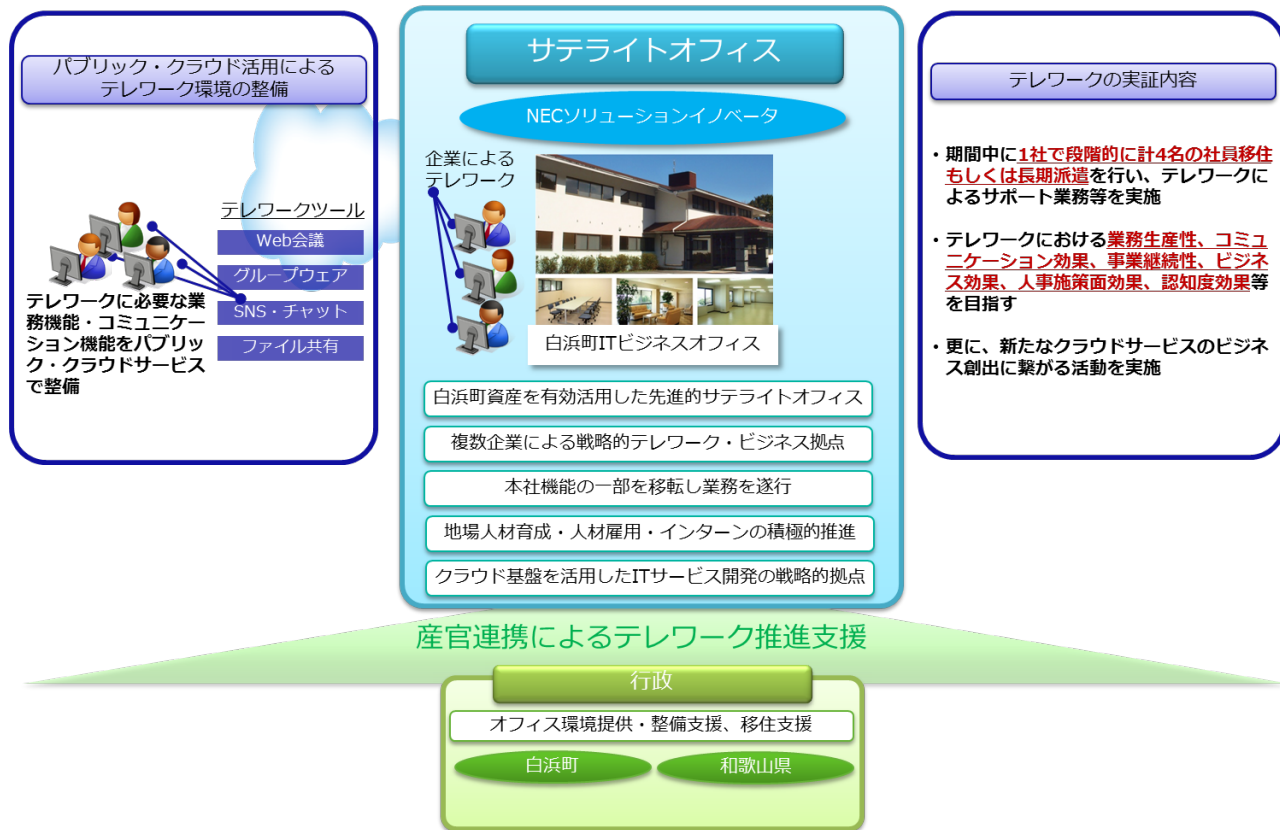 パブリック・クラウド活用による
テレワーク環境の整備
テレワークツール
Web会議
グループウェア
SNS・チャット
ファイル共有
テレワークに必要な業
務機能・コミュニケー
ション機能をパブリッ
ク・クラウドサービス
で整備
サテライトオフィス
NECソリューションイノベータ
企業による
テレワーク
白浜町ITビジネスオフィス
白浜町資産を有効活用した先進的サテライトオフィス
複数企業による戦略的テレワーク・ビジネス拠点
本社機能の一部を移転し業務を遂行
地場人材育成・人材雇用・インターンの積極的推進
クラウド基盤を活用したITサービス開発の戦略的拠点
テレワークの実証内容
・期間中に1社で段階的に計4名の社員移住
もしくは長期派遣を行い、テレワークに
よるサポート業務等を実施
・テレワークにおける業務生産性、コミュ
ニケーション効果、事業継続性、ビジネ
ス効果、人事施策面効果、認知度効果等
を目指す
・更に、新たなクラウドサービスのビジネ
ス創出に繋がる活動を実施
産官連携によるテレワーク推進支援
行政
オフィス環境提供・整備支援、移住支援
白浜町
和歌山県